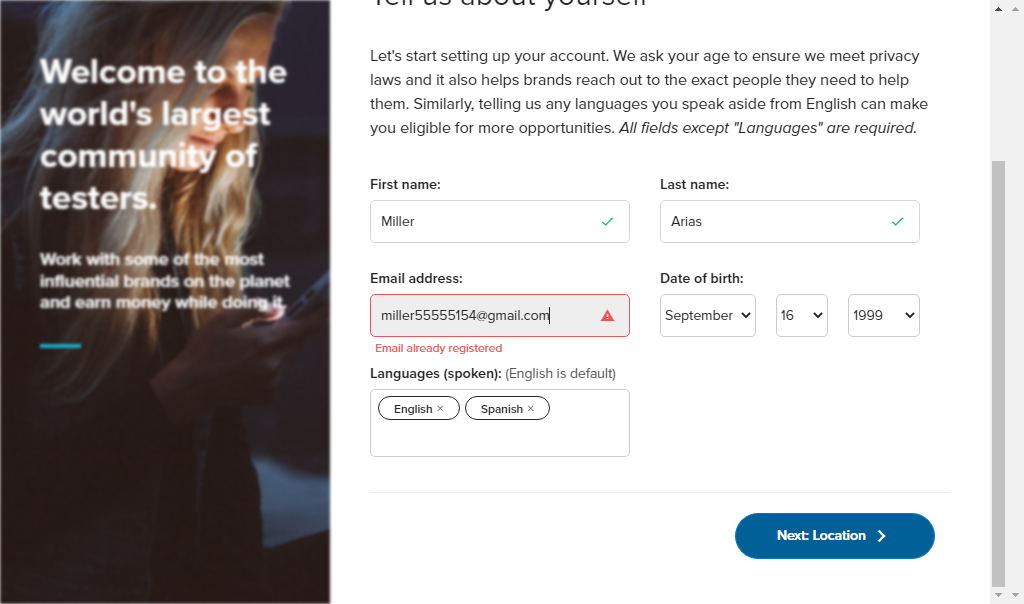 Welcome to the
world's largest
community of
testers.
Work with some of the most
influential brands on the planet
and earn money while doing it.
Tell us about yourself
Let's start setting up your account. We ask your age to ensure we meet privacy
laws and it also helps brands reach out to the exact people they need to help
them. Similarly, telling us any languages you speak aside from English can make
you eligible for more opportunities. All fields except "Languages" are required.
First name:
Last name:
Miller
Arias
Email address:
Date of birth:
miller55555154@gmail.com
September
16
1999
Email already registered
Languages (spoken): (English is default)
English ×
Spanish ×
Next: Location